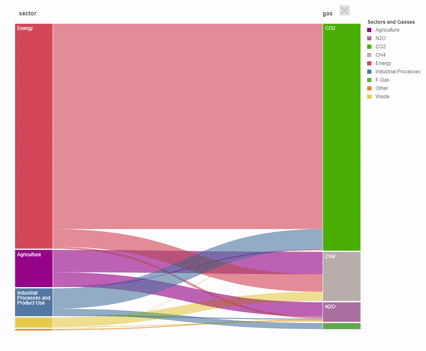 sector
gas
Sectors and Gasses
Agriculture
N2O
CO2
CH4
Energy
Industrial Processes
F-Gas
Other
Waste
Energy
Agriculture
Industrial
Processes and
Product Use
CO2
CH4
N2O